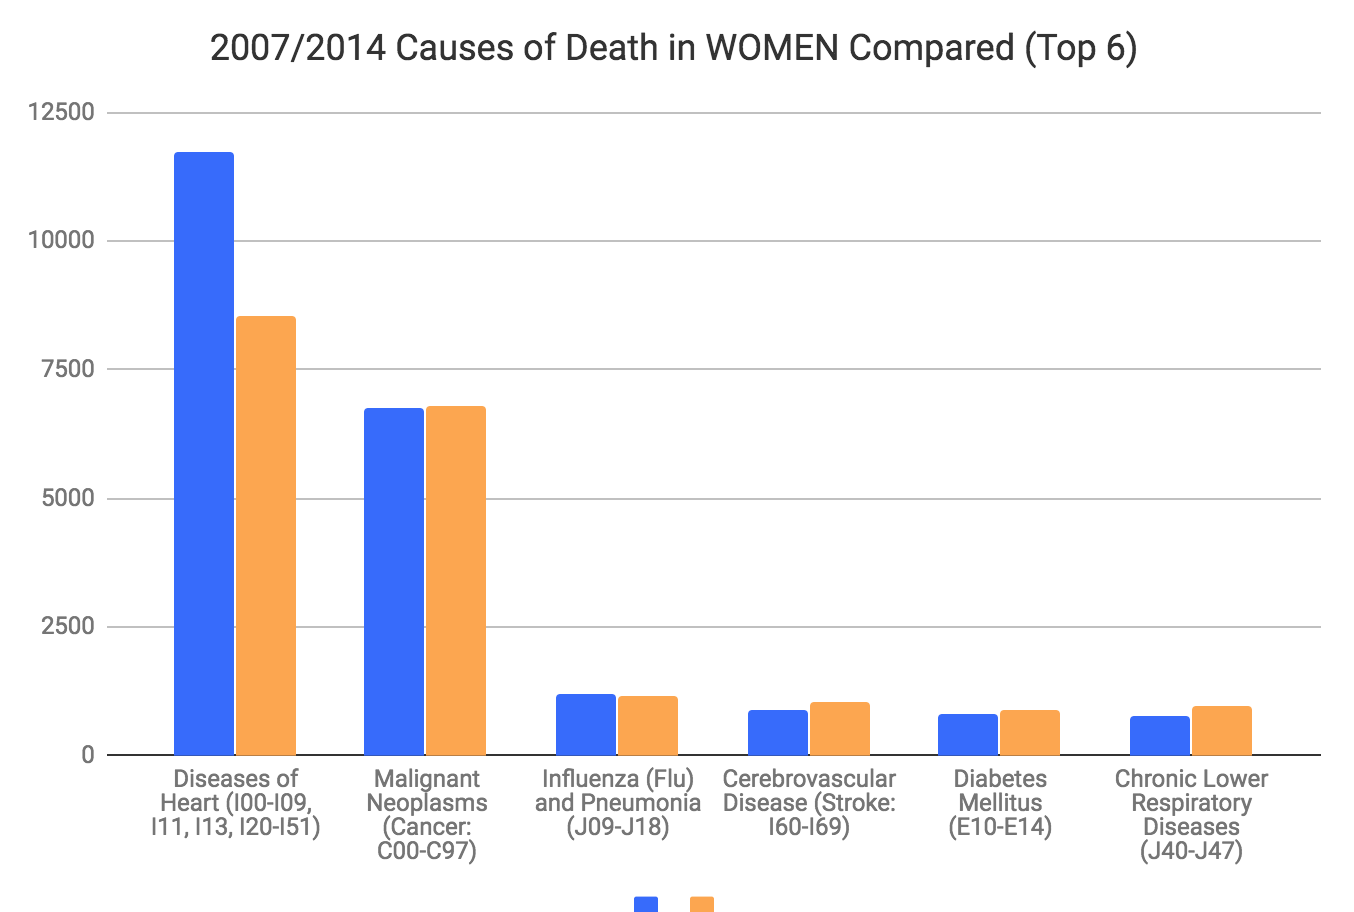 2007/2014 Causes of Death in WOMEN Compared (Top 6)
12500
10000
7500
5000
2500
0
Diseases of
Heart (I00-I09,
I11, I13, I20-I51)
Malignant
Neoplasms
(Cancer:
C00-C97)
Influenza (Flu)
and Pneumonia
(J09-J18)
Cerebrovascular
Disease (Stroke:
I60-I69)
Diabetes
Mellitus
(E10-E14)
Chronic Lower
Respiratory
Diseases
(J40-J47)